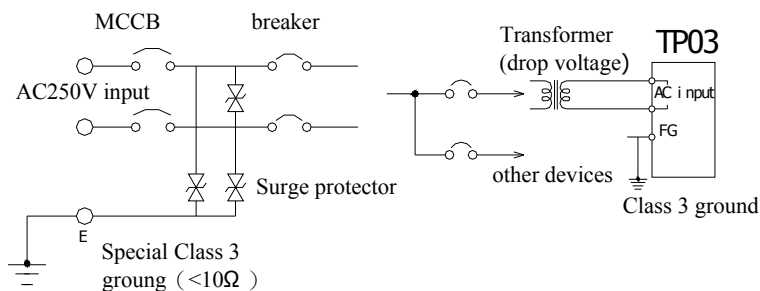 MCCB
breaker
AC250V input
Surge protector
E
Special Class 3
groung（<10Ω）
Transformer
(drop voltage)
TP03
AC input
FG
other devices
Class 3 ground